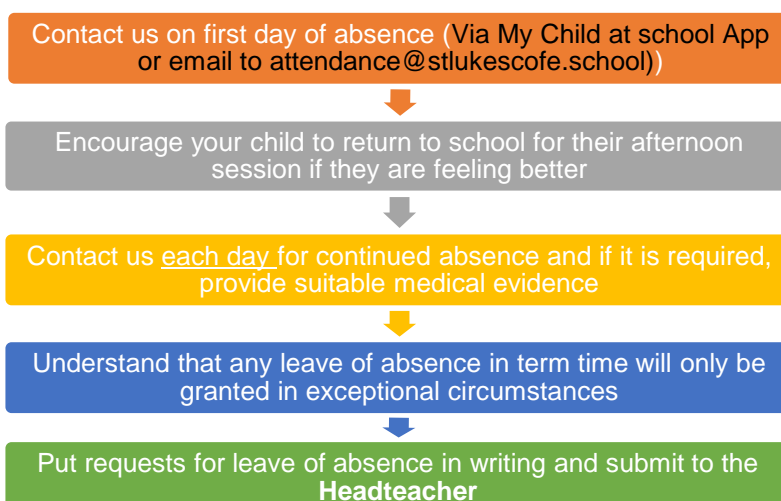 Contact us on first day of absence (Via My Child at school App
or email to attendance@stlukescofe.school))
Encourage your child to return to school for their afternoon
session if they are feeling better
Contact us each day for continued absence and if it is required,
provide suitable medical evidence
Understand that any leave of absence in term time will only be
granted in exceptional circumstances
Put requests for leave of absence in writing and submit to the
Headteacher